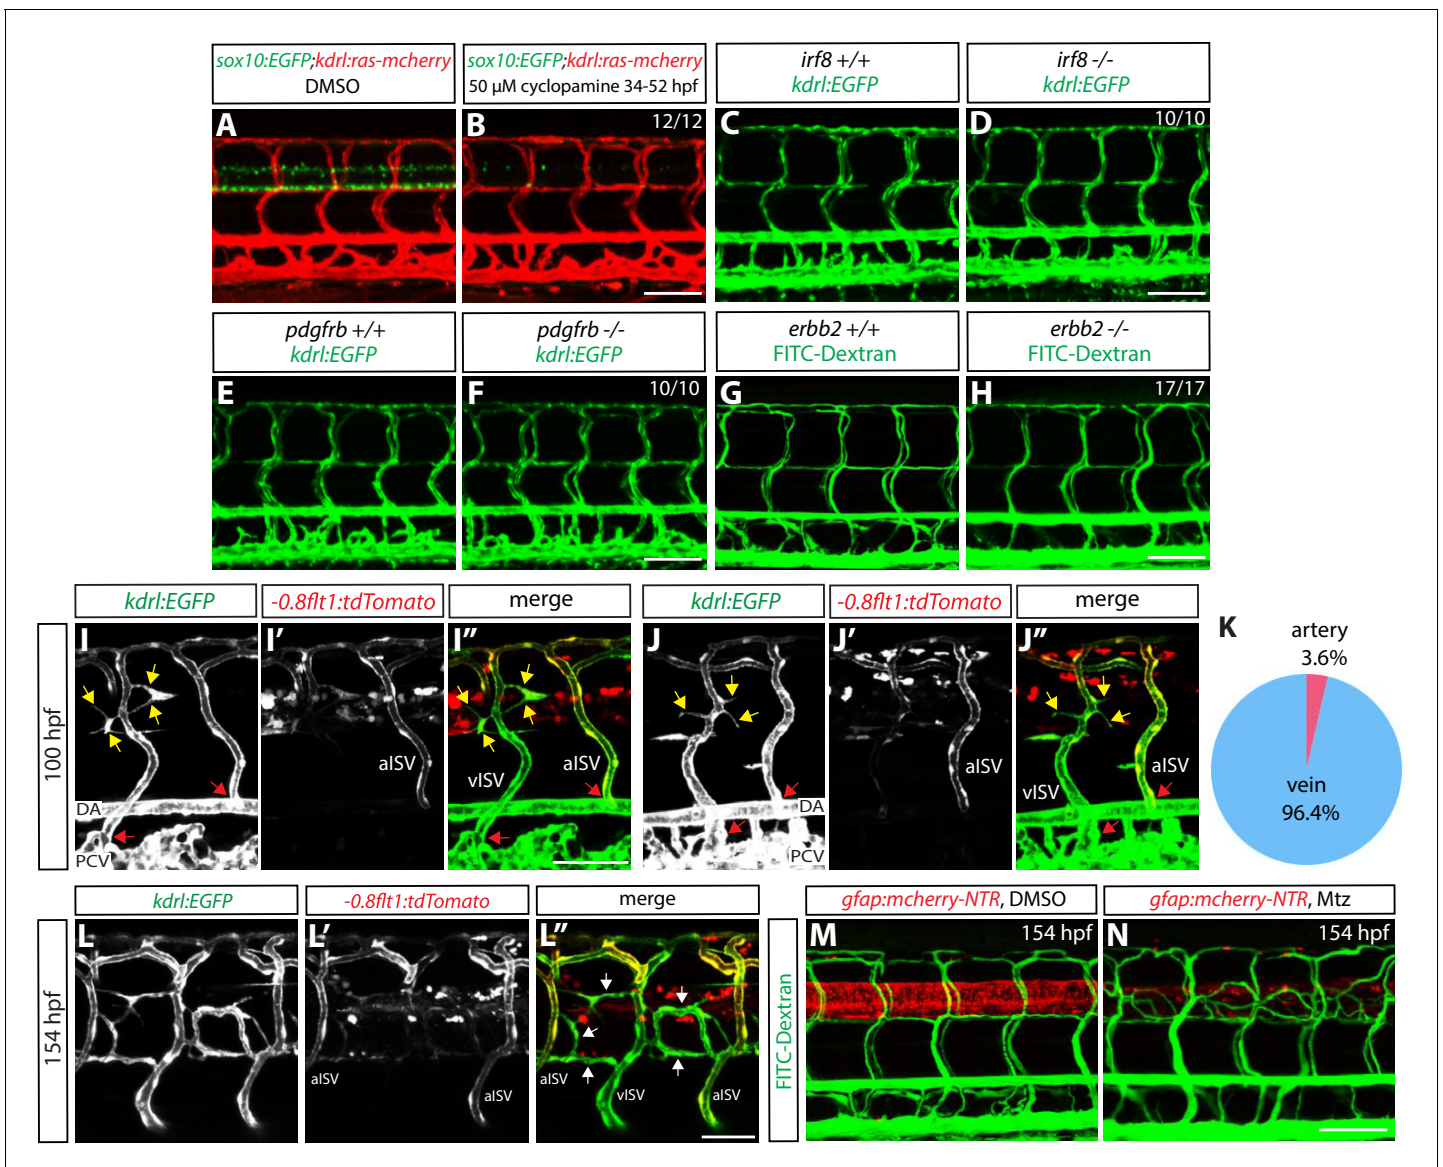 sox10:EGFP;kdrl:ras-mcherry
DMSO
sox10:EGFP;kdrl:ras-mcherry
50 µM cyclopamine 34-52 hpf
irf8 +/+
kdrl:EGFP
irf8 -/-
kdrl:EGFP
A
B
12/12
C
D
10/10
pdgfrb +/+
kdrl:EGFP
pdgfrb -/-
kdrl:EGFP
erbb2 +/+
FITC-Dextran
erbb2 -/-
FITC-Dextran
E
F
10/10
G
H
17/17
kdrl:EGFP
-0.8flt1:tdTomato
merge
kdrl:EGFP
-0.8flt1:tdTomato
merge
100 hpf
I
DA
PCV
I′
aISV
I″
vISV
aISV
J
DA
PCV
J′
aISV
J″
vISV
aISV
K
artery
3.6%
vein
96.4%
kdrl:EGFP
-0.8flt1:tdTomato
merge
gfap:mcherry-NTR, DMSO
gfap:mcherry-NTR, Mtz
154 hpf
L
L′
aISV
aISV
L″
aISV
vISV
aISV
FITC-Dextran
M
154 hpf
N
154 hpf